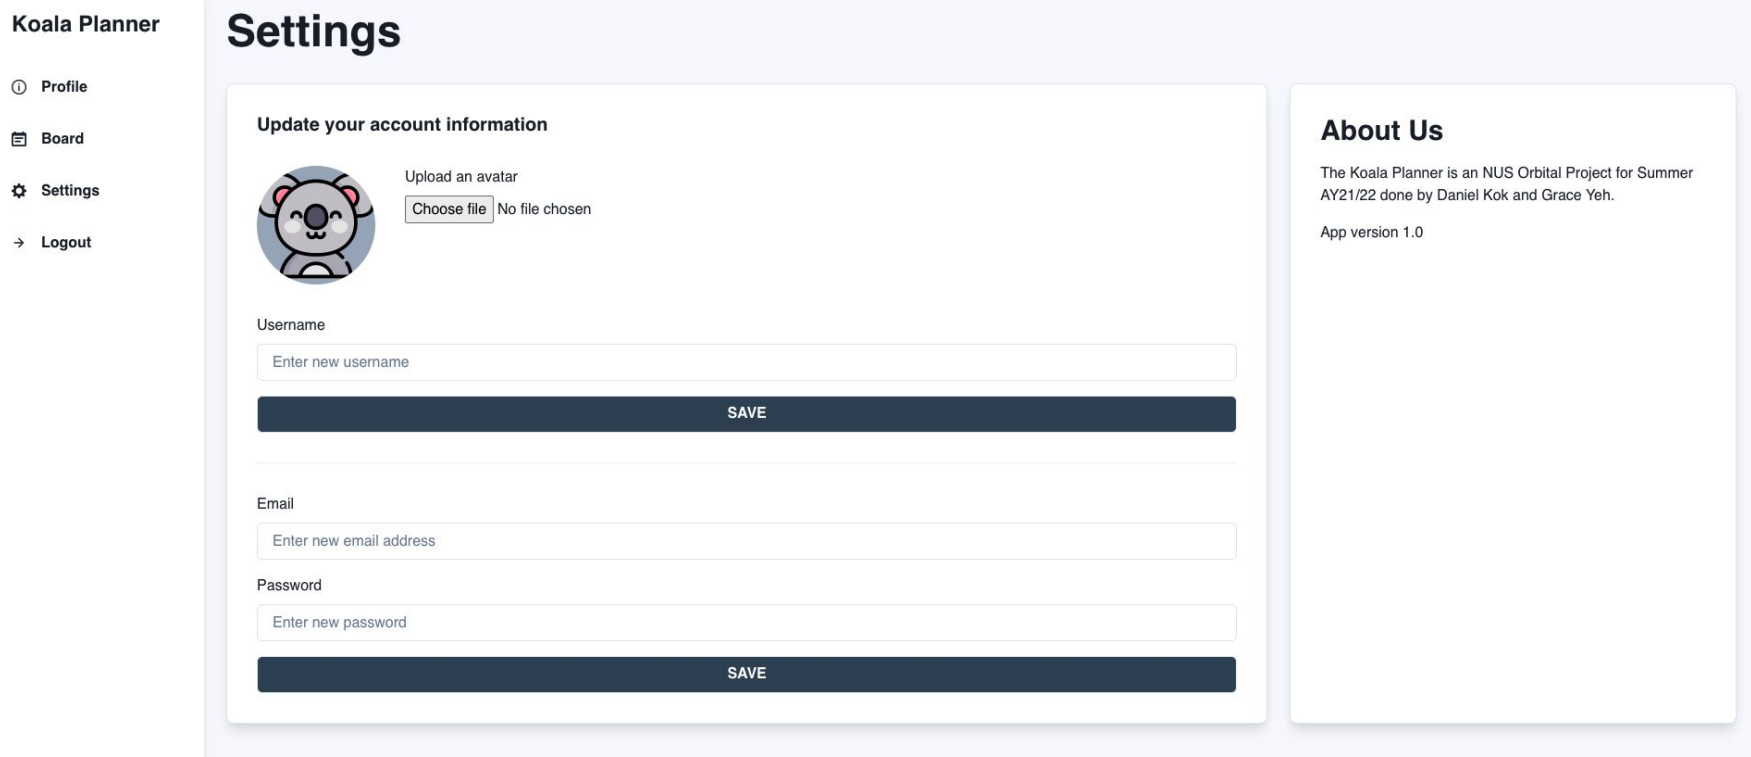 Koala Planner
Profile
Board
Settings
Logout
Settings
Update your account information
Upload an avatar
Choose file No file chosen
Username
Enter new username
SAVE
Email
Enter new email address
Password
Enter new password
SAVE
About Us
The Koala Planner is an NUS Orbital Project for Summer
AY21/22 done by Daniel Kok and Grace Yeh.
App version 1.0